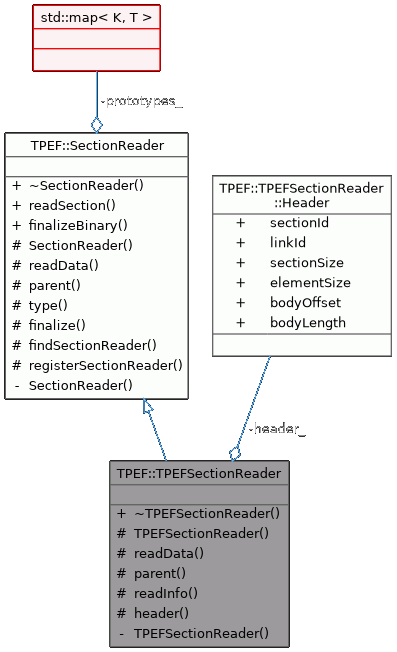 std::map< K, T >
-prototypes_
TPEF::SectionReader
+ ~SectionReader()
+ readSection()
+ finalizeBinary()
# SectionReader()
# readData()
# parent()
# type()
# finalize()
# findSectionReader()
# registerSectionReader()
- SectionReader()
TPEF::TPEFSectionReader
::Header
+ sectionId
+ linkId
+ sectionSize
+ elementSize
+ bodyOffset
+ bodyLength
-header_
TPEF::TPEFSectionReader
+ ~TPEFSectionReader()
# TPEFSectionReader()
# readData()
# parent()
# readInfo()
# header()
- TPEFSectionReader()